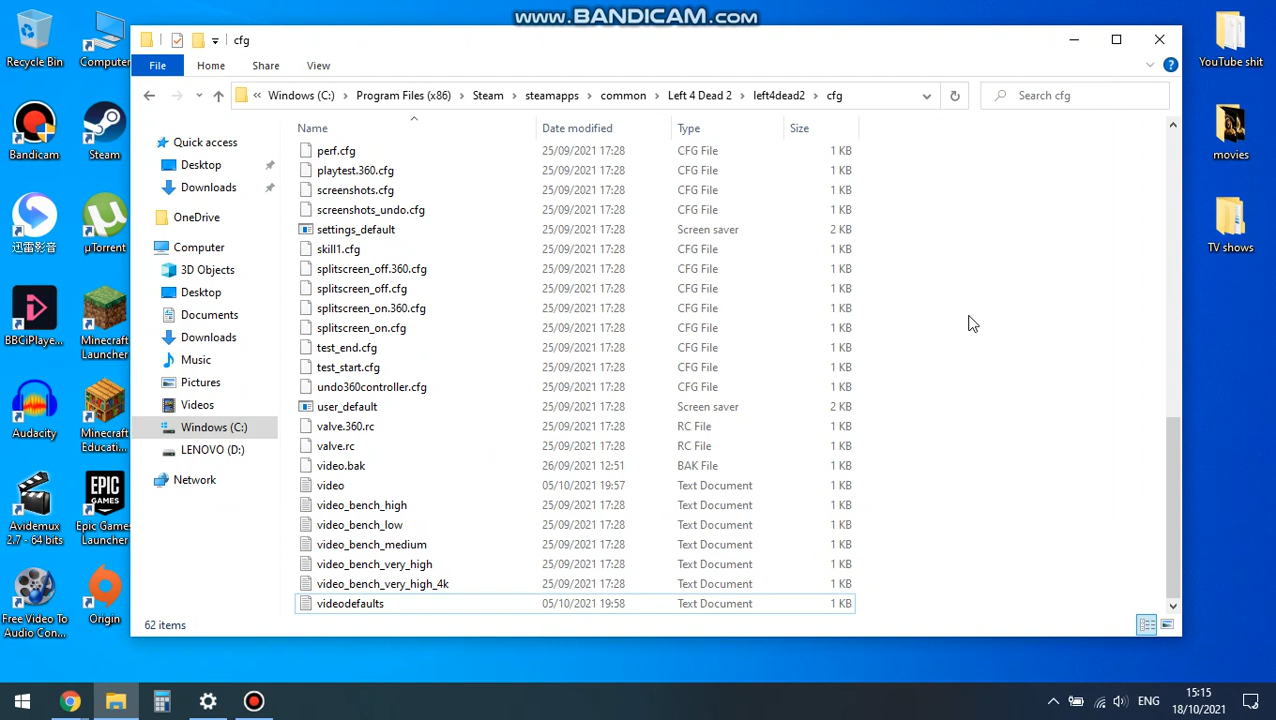 www.BANDICAM.com
Recycle Bin
Computer
Bandicam
Steam
迅雷影音
µTorrent
BBCiPlaye...
Minecraft
Launcher
Audacity
Minecraft
Educati...
Avidemux
2.7 - 64 bits
Epic Games
Launcher
Free Video To
Audio Con...
Origin
cfg
File
Home
Share
View
« Windows (C:) › Program Files (x86) › Steam › steamapps › common › Left 4 Dead 2 › left4dead2 › cfg
Search cfg
Quick access
Desktop
Downloads
OneDrive
Computer
3D Objects
Desktop
Documents
Downloads
Music
Pictures
Videos
Windows (C:)
LENOVO (D:)
Network
Name Date modified Type Size
perf.cfg 25/09/2021 17:28 CFG File 1 KB
playtest.360.cfg 25/09/2021 17:28 CFG File 1 KB
screenshots.cfg 25/09/2021 17:28 CFG File 1 KB
screenshots_undo.cfg 25/09/2021 17:28 CFG File 1 KB
settings_default 25/09/2021 17:28 Screen saver 2 KB
skill1.cfg 25/09/2021 17:28 CFG File 1 KB
splitscreen_off.360.cfg 25/09/2021 17:28 CFG File 1 KB
splitscreen_off.cfg 25/09/2021 17:28 CFG File 1 KB
splitscreen_on.360.cfg 25/09/2021 17:28 CFG File 1 KB
splitscreen_on.cfg 25/09/2021 17:28 CFG File 1 KB
test_end.cfg 25/09/2021 17:28 CFG File 1 KB
test_start.cfg 25/09/2021 17:28 CFG File 1 KB
undo360controller.cfg 25/09/2021 17:28 CFG File 1 KB
user_default 25/09/2021 17:28 Screen saver 2 KB
valve.360.rc 25/09/2021 17:28 RC File 1 KB
valve.rc 25/09/2021 17:28 RC File 1 KB
video.bak 26/09/2021 12:51 BAK File 1 KB
video 05/10/2021 19:57 Text Document 1 KB
video_bench_high 25/09/2021 17:28 Text Document 1 KB
video_bench_low 25/09/2021 17:28 Text Document 1 KB
video_bench_medium 25/09/2021 17:28 Text Document 1 KB
video_bench_very_high 25/09/2021 17:28 Text Document 1 KB
video_bench_very_high_4k 25/09/2021 17:28 Text Document 1 KB
videodefaults 05/10/2021 19:58 Text Document 1 KB
62 items
YouTube shit
movies
TV shows
ENG
15:15
18/10/2021